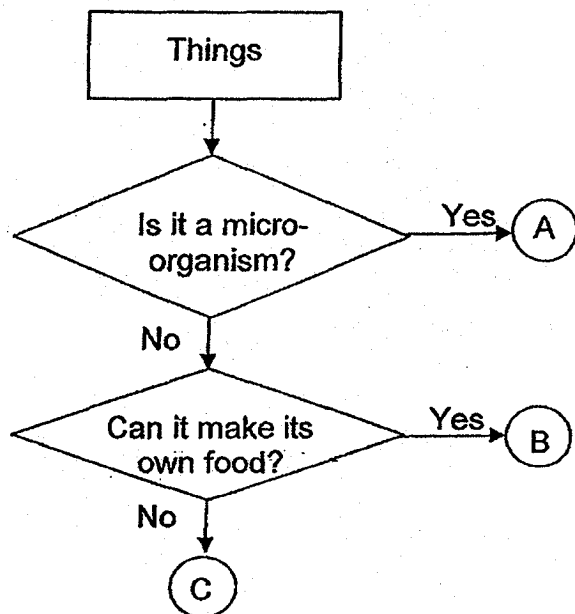 Things
Is it a micro-
organism?
Yes
A
No
Can it make its
own food?
Yes
B
No
C